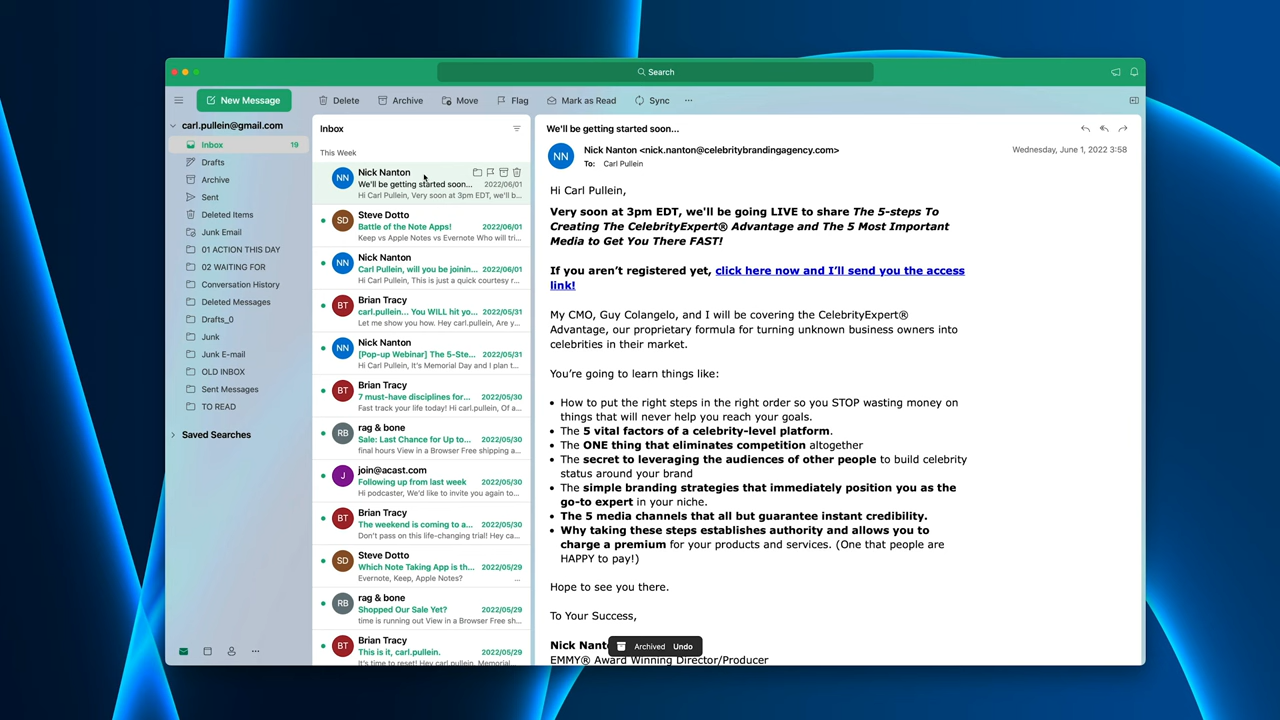 Search
New Message
Delete
Archive
Move
Flag
Mark as Read
Sync
carl.pullein@gmail.com
Inbox 19
Drafts
Archive
Sent
Deleted Items
Junk Email
01 ACTION THIS DAY
02 WAITING FOR
Conversation History
Deleted Messages
Drafts_0
Junk
Junk E-mail
OLD INBOX
Sent Messages
TO READ
Saved Searches
Inbox
This Week
NN
Nick Nanton
We'll be getting started soon... 2022/06/01
Hi Carl Pullein, Very soon at 3pm EDT, we'll b...
SD
Steve Dotto
Battle of the Note Apps! 2022/06/01
Keep vs Apple Notes vs Evernote Who will tri...
NN
Nick Nanton
Carl Pullein, will you be joinin... 2022/06/01
Hi Carl Pullein, This is just a quick courtesy r...
BT
Brian Tracy
carl.pullein... You WILL hit yo... 2022/05/31
Let me show you how. Hey carl.pullein, Are y...
NN
Nick Nanton
[Pop-up Webinar] The 5-Ste... 2022/05/31
Hi Carl Pullein, It's Memorial Day and I plan t...
BT
Brian Tracy
7 must-have disciplines for... 2022/05/30
Fast track your life today! Hi carl.pullein, Of a...
RB
rag & bone
Sale: Last Chance for Up to... 2022/05/30
final hours View in a Browser Free shipping a...
J
join@acast.com
Following up from last week 2022/05/30
Hi podcaster, We'd like to invite you again to...
BT
Brian Tracy
The weekend is coming to a... 2022/05/30
Don't pass on this life-changing trial! Hey ca...
SD
Steve Dotto
Which Note Taking App is th... 2022/05/29
Evernote, Keep, Apple Notes? ...
RB
rag & bone
Shopped Our Sale Yet? 2022/05/29
time is running out View in a Browser Free sh...
BT
Brian Tracy
This is it, carl.pullein. 2022/05/29
It's time to reset! Hey carl.pullein, Memorial...
We'll be getting started soon...
NN
Nick Nanton <nick.nanton@celebritybrandingagency.com>
Wednesday, June 1, 2022 3:58
To: Carl Pullein
Hi Carl Pullein,
Very soon at 3pm EDT, we'll be going LIVE to share The 5-steps To
Creating The CelebrityExpert® Advantage and The 5 Most Important
Media to Get You There FAST!
If you aren't registered yet, click here now and I'll send you the access
link!
My CMO, Guy Colangelo, and I will be covering the CelebrityExpert®
Advantage, our proprietary formula for turning unknown business owners into
celebrities in their market.
You're going to learn things like:
• How to put the right steps in the right order so you STOP wasting money on
things that will never help you reach your goals.
• The 5 vital factors of a celebrity-level platform.
• The ONE thing that eliminates competition altogether
• The secret to leveraging the audiences of other people to build celebrity
status around your brand
• The simple branding strategies that immediately position you as the
go-to expert in your niche.
• The 5 media channels that all but guarantee instant credibility.
• Why taking these steps establishes authority and allows you to
charge a premium for your products and services. (One that people are
HAPPY to pay!)
Hope to see you there.
To Your Success,
Nick Nant
Archived Undo
EMMY® Award Winning Director/Producer